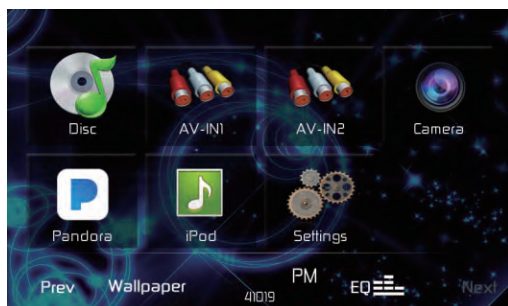 Disc AV-IN1 AV-IN2 Camera
Pandora iPod Settings
Prev Wallpaper 41019 PM EQ Next